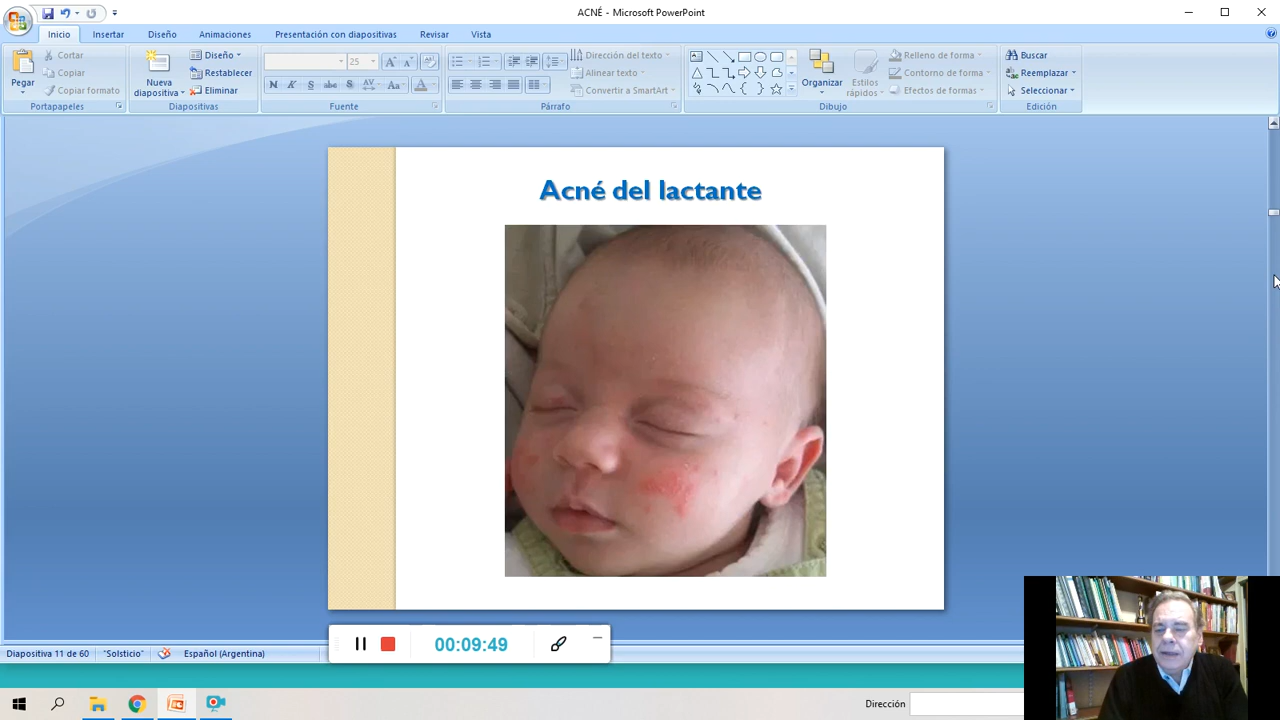 ACNÉ - Microsoft PowerPoint
Inicio Insertar Diseño Animaciones Presentación con diapositivas Revisar Vista
Pegar
Cortar
Copiar
Copiar formato
Portapapeles
Nueva diapositiva
Diseño
Restablecer
Eliminar
Diapositivas
25
Fuente
Dirección del texto
Alinear texto
Convertir a SmartArt
Párrafo
Organizar
Estilos rápidos
Relleno de forma
Contorno de forma
Efectos de formas
Dibujo
Buscar
Reemplazar
Seleccionar
Edición
Acné del lactante
00:09:49
Diapositiva 11 de 60 "Solsticio" Español (Argentina)
Dirección